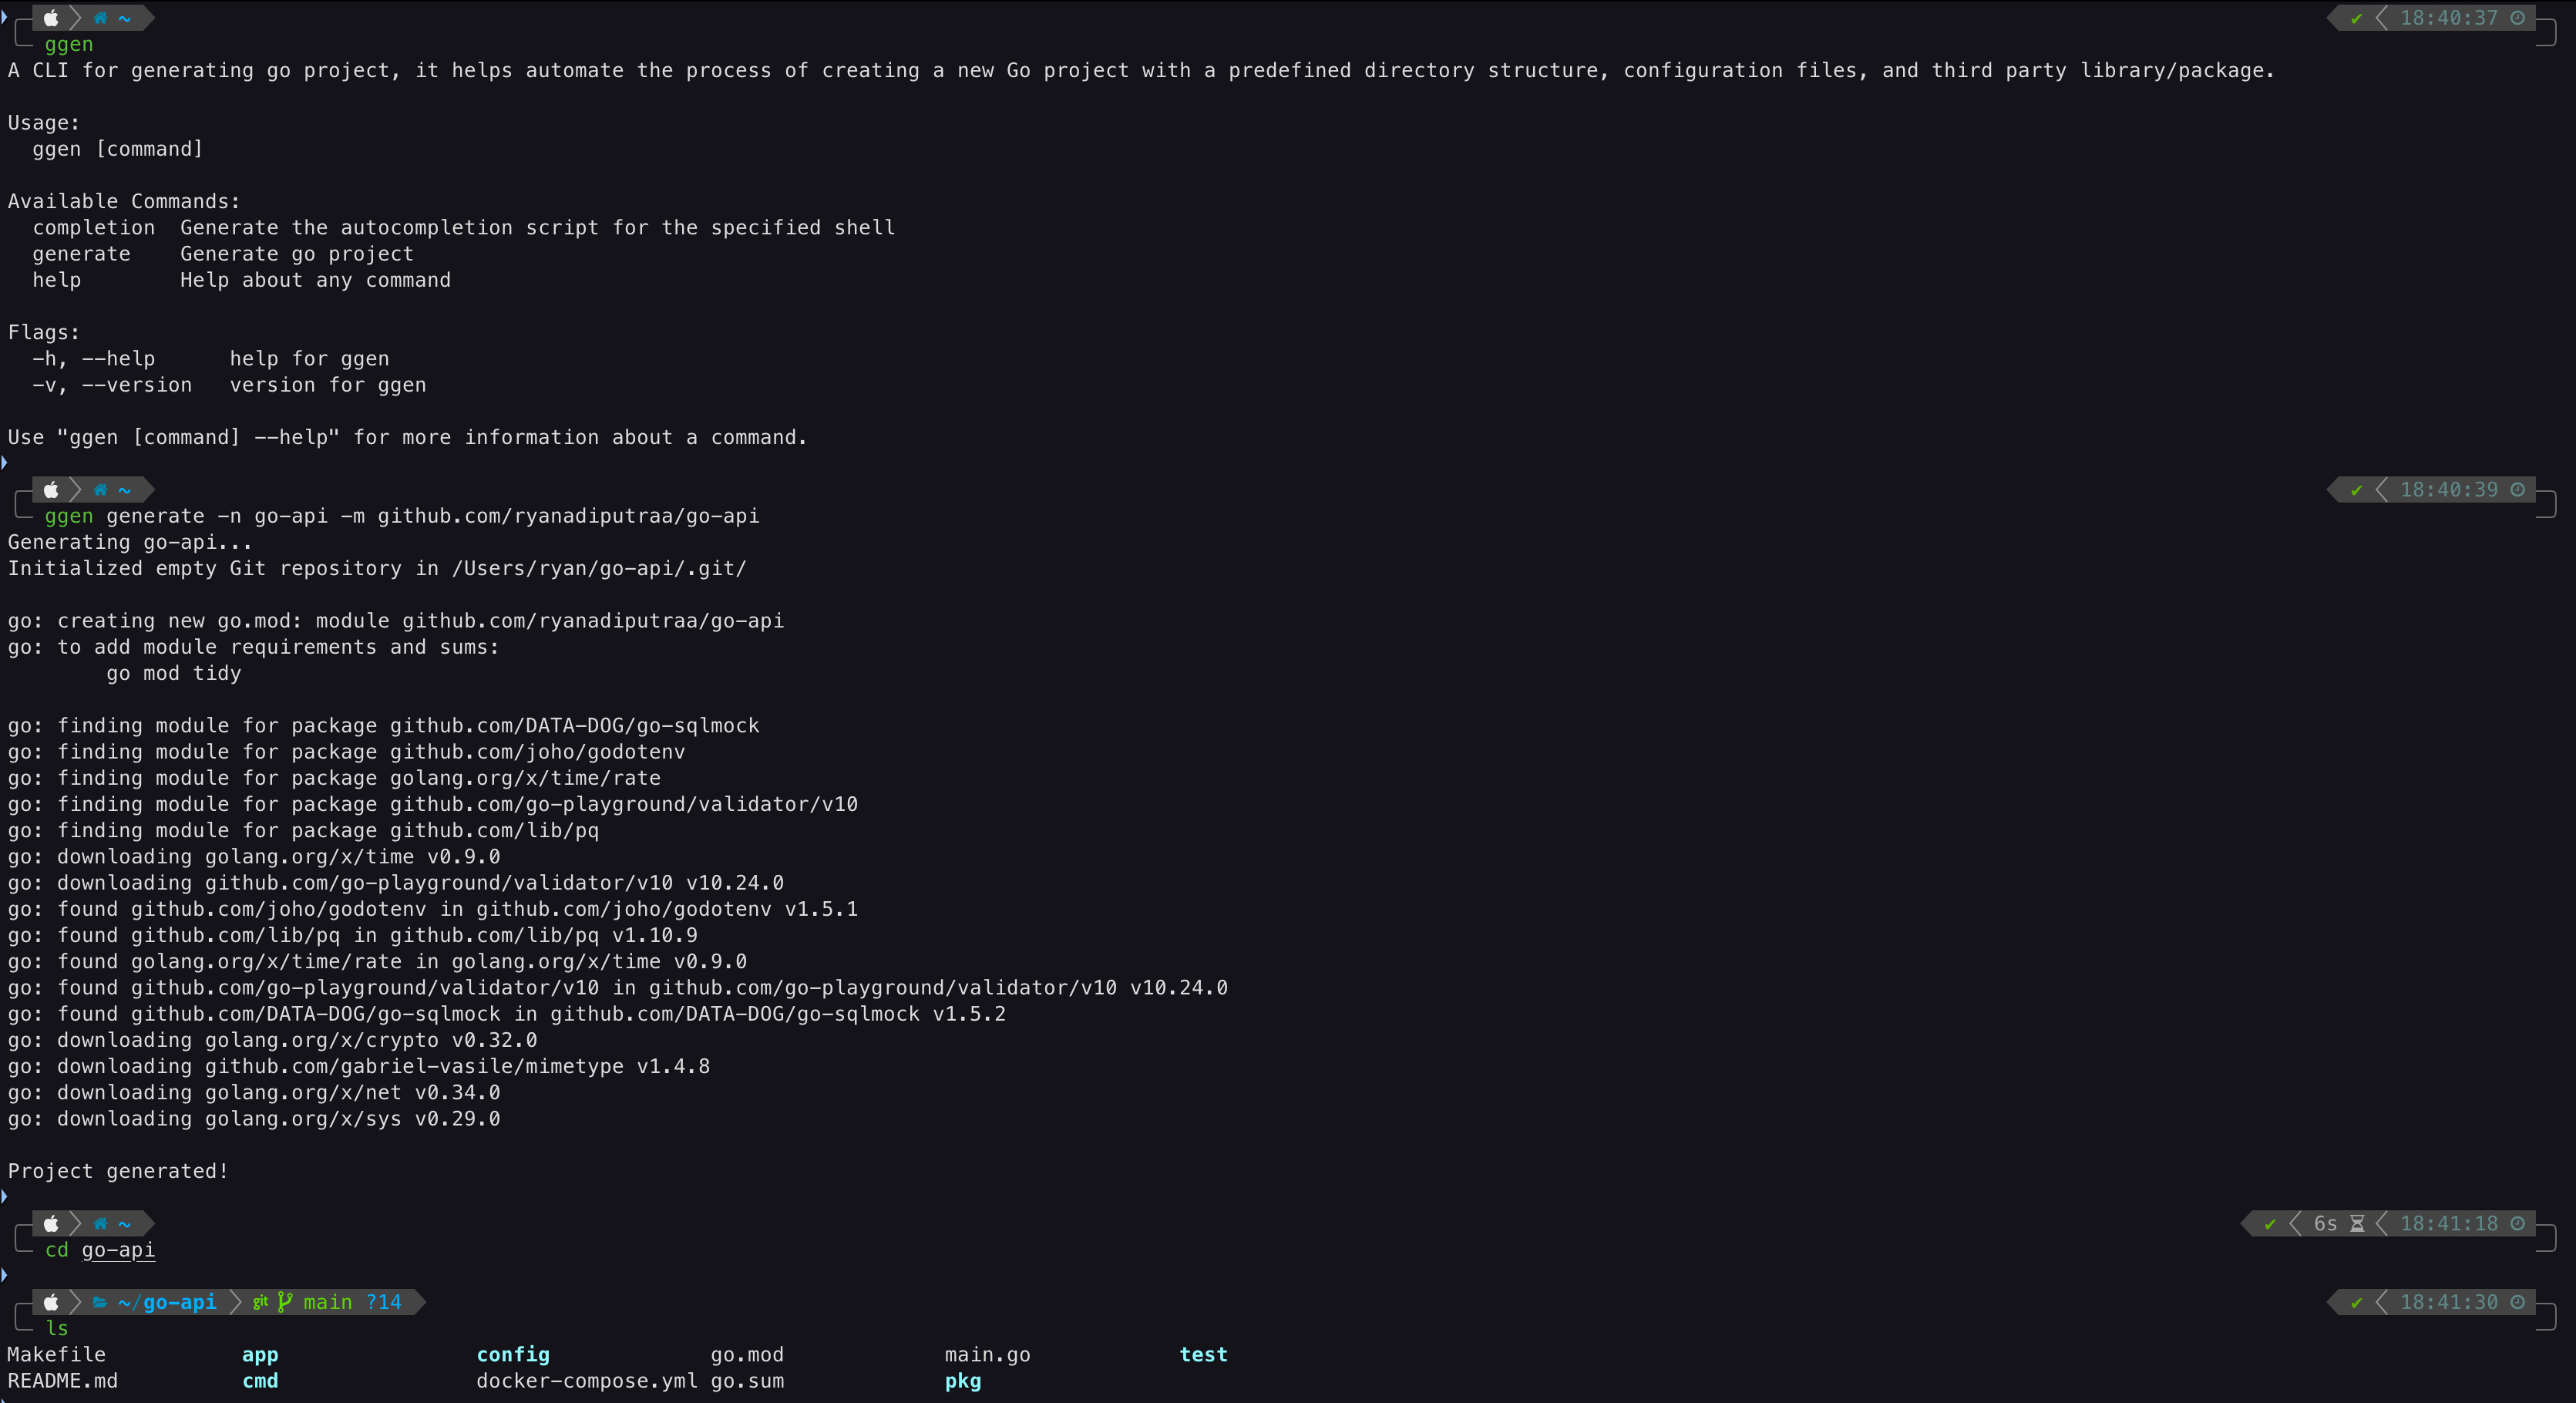 ~ ✔ 18:40:37
ggen
A CLI for generating go project, it helps automate the process of creating a new Go project with a predefined directory structure, configuration files, and third party library/package.
Usage:
  ggen [command]
Available Commands:
  completion  Generate the autocompletion script for the specified shell
  generate    Generate go project
  help        Help about any command
Flags:
  -h, --help      help for ggen
  -v, --version   version for ggen
Use "ggen [command] --help" for more information about a command.
~ ✔ 18:40:39
ggen generate -n go-api -m github.com/ryanadiputraa/go-api
Generating go-api...
Initialized empty Git repository in /Users/ryan/go-api/.git/
go: creating new go.mod: module github.com/ryanadiputraa/go-api
go: to add module requirements and sums:
        go mod tidy
go: finding module for package github.com/DATA-DOG/go-sqlmock
go: finding module for package github.com/joho/godotenv
go: finding module for package golang.org/x/time/rate
go: finding module for package github.com/go-playground/validator/v10
go: finding module for package github.com/lib/pq
go: downloading golang.org/x/time v0.9.0
go: downloading github.com/go-playground/validator/v10 v10.24.0
go: found github.com/joho/godotenv in github.com/joho/godotenv v1.5.1
go: found github.com/lib/pq in github.com/lib/pq v1.10.9
go: found golang.org/x/time/rate in golang.org/x/time v0.9.0
go: found github.com/go-playground/validator/v10 in github.com/go-playground/validator/v10 v10.24.0
go: found github.com/DATA-DOG/go-sqlmock in github.com/DATA-DOG/go-sqlmock v1.5.2
go: downloading golang.org/x/crypto v0.32.0
go: downloading github.com/gabriel-vasile/mimetype v1.4.8
go: downloading golang.org/x/net v0.34.0
go: downloading golang.org/x/sys v0.29.0
Project generated!
~ ✔ 6s 18:41:18
cd go-api
~/go-api git main ?14 ✔ 18:41:30
ls
Makefile app config go.mod main.go test
README.md cmd docker-compose.yml go.sum pkg